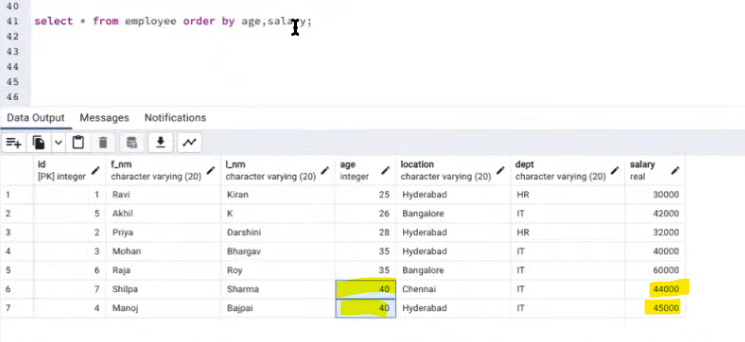 40
41 select * from employee order by age,salary;
42
43
44
45
46
Data Output Messages Notifications
id f_nm l_nm age location dept salary
[PK] integer character varying (20) character varying (20) integer character varying (20) character varying (20) real
1 1 Ravi Kiran 25 Hyderabad HR 30000
2 5 Akhil K 26 Bangalore IT 42000
3 2 Priya Darshini 28 Hyderabad HR 32000
4 3 Mohan Bhargav 35 Hyderabad IT 40000
5 6 Raja Roy 35 Bangalore IT 60000
6 7 Shilpa Sharma 40 Chennai IT 44000
7 4 Manoj Bajpai 40 Hyderabad IT 45000